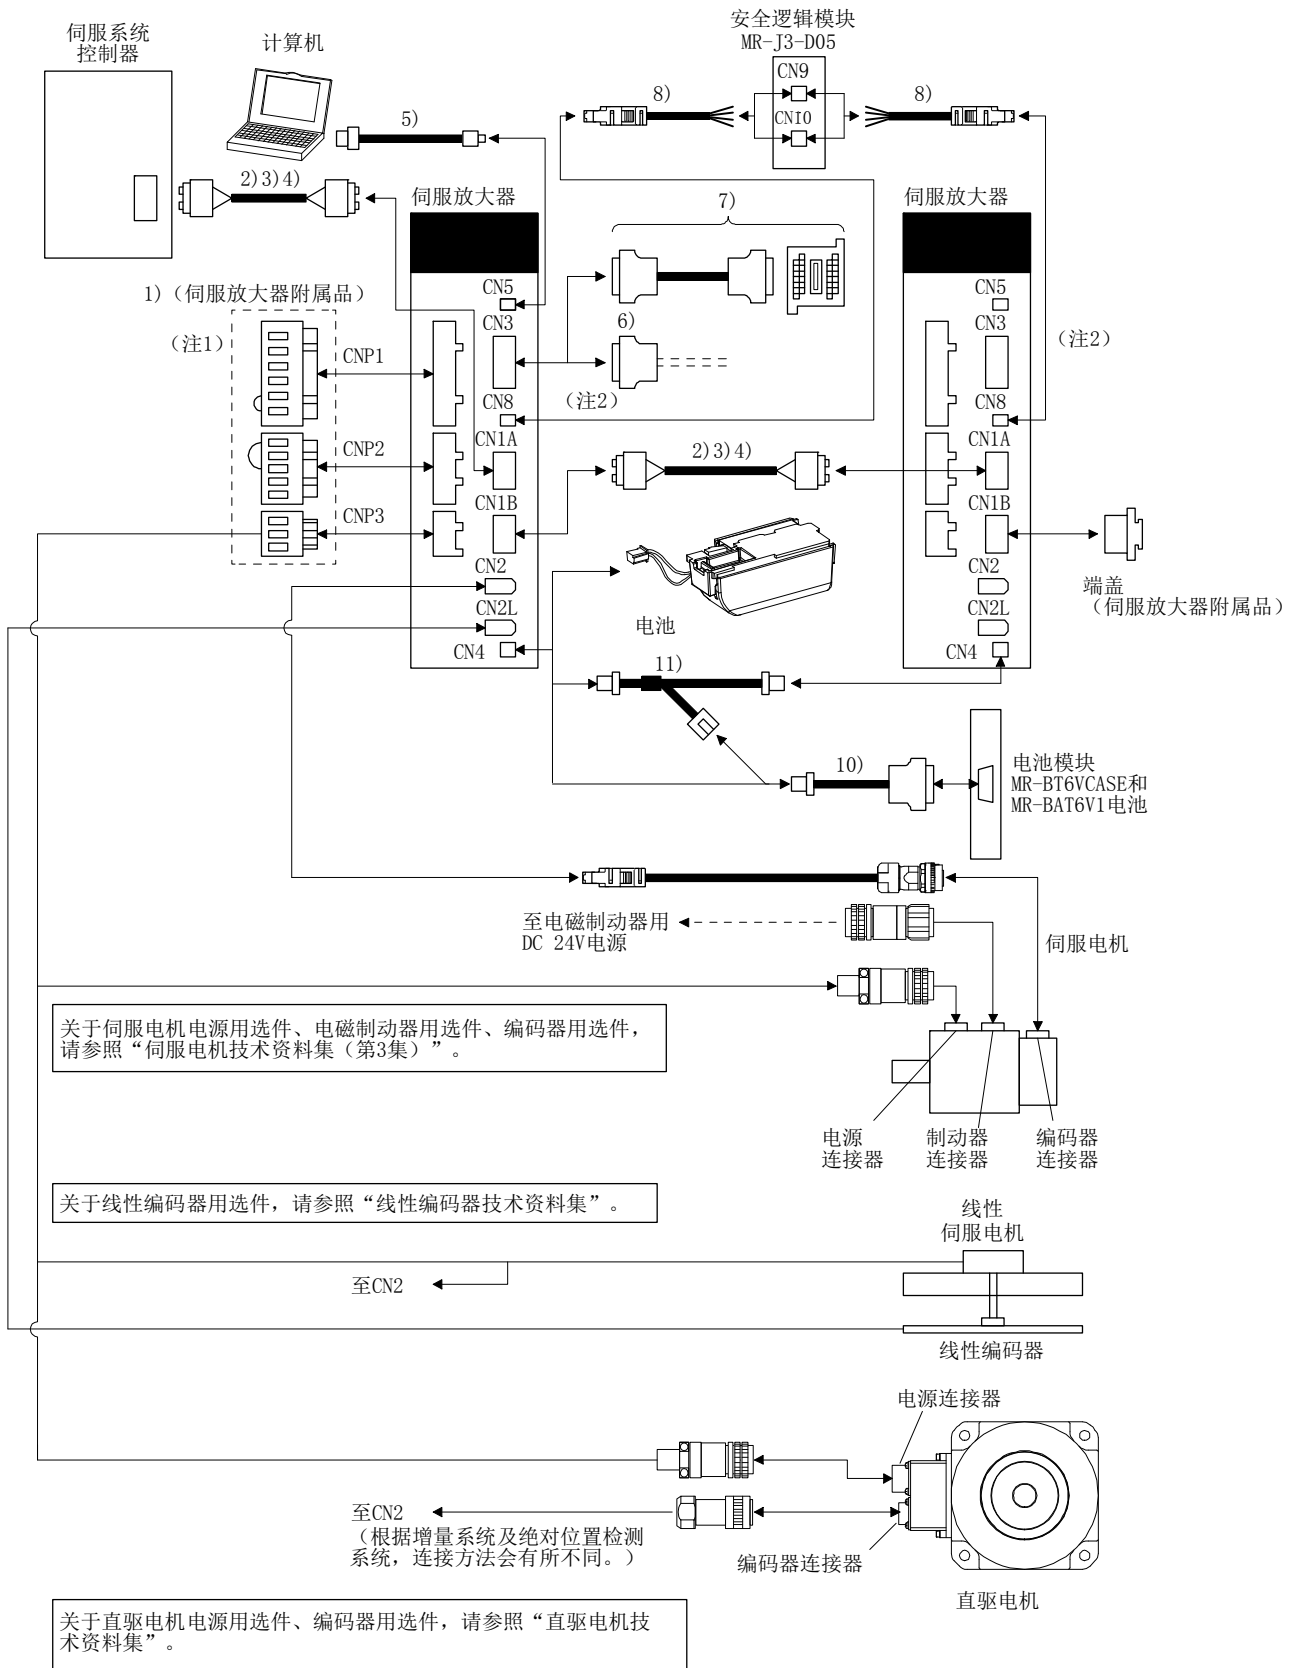 伺服系统
控制器
计算机
安全逻辑模块
MR-J3-D05
CN9
CN10
5)
8)
8)
2)3)4)
伺服放大器
7)
伺服放大器
1)（伺服放大器附属品）
（注1）
CNP1
CNP2
CNP3
CN5
CN3
CN8
CN1A
CN1B
CN2
CN2L
CN4
6)
（注2）
2)3)4)
CN5
CN3
CN8
CN1A
CN1B
CN2
CN2L
CN4
（注2）
端盖
（伺服放大器附属品）
电池
11)
10)
电池模块
MR-BT6VCASE和
MR-BAT6V1电池
至电磁制动器用
DC 24V电源
伺服电机
关于伺服电机电源用选件、电磁制动器用选件、编码器用选件，
请参照“伺服电机技术资料集（第3集）”。
电源
连接器
制动器
连接器
编码器
连接器
关于线性编码器用选件，请参照“线性编码器技术资料集”。
线性
伺服电机
至CN2
线性编码器
电源连接器
至CN2
（根据增量系统及绝对位置检测
系统，连接方法会有所不同。）
编码器连接器
直驱电机
关于直驱电机电源用选件、编码器用选件，请参照“直驱电机技
术资料集”。